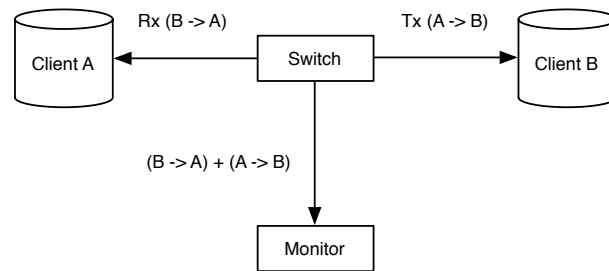 Rx (B -> A)
Tx (A -> B)
Client A
Switch
Client B
(B -> A) + (A -> B)
Monitor